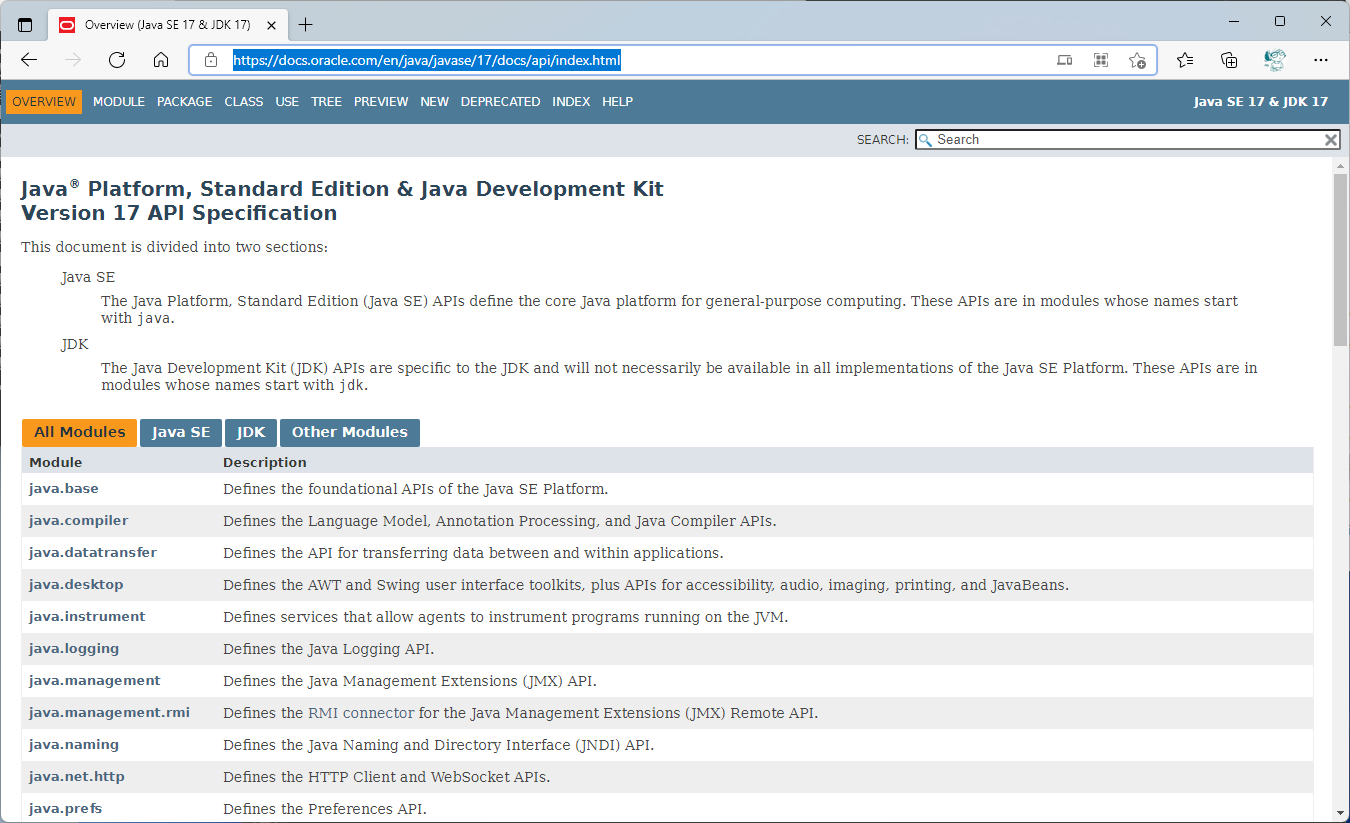 Overview (Java SE 17 & JDK 17)
https://docs.oracle.com/en/java/javase/17/docs/api/index.html
OVERVIEW MODULE PACKAGE CLASS USE TREE PREVIEW NEW DEPRECATED INDEX HELP Java SE 17 & JDK 17
SEARCH: Search
Java® Platform, Standard Edition & Java Development Kit
Version 17 API Specification
This document is divided into two sections:
Java SE
The Java Platform, Standard Edition (Java SE) APIs define the core Java platform for general-purpose computing. These APIs are in modules whose names start
with java.
JDK
The Java Development Kit (JDK) APIs are specific to the JDK and will not necessarily be available in all implementations of the Java SE Platform. These APIs are in
modules whose names start with jdk.
All Modules Java SE JDK Other Modules
Module Description
java.base Defines the foundational APIs of the Java SE Platform.
java.compiler Defines the Language Model, Annotation Processing, and Java Compiler APIs.
java.datatransfer Defines the API for transferring data between and within applications.
java.desktop Defines the AWT and Swing user interface toolkits, plus APIs for accessibility, audio, imaging, printing, and JavaBeans.
java.instrument Defines services that allow agents to instrument programs running on the JVM.
java.logging Defines the Java Logging API.
java.management Defines the Java Management Extensions (JMX) API.
java.management.rmi Defines the RMI connector for the Java Management Extensions (JMX) Remote API.
java.naming Defines the Java Naming and Directory Interface (JNDI) API.
java.net.http Defines the HTTP Client and WebSocket APIs.
java.prefs Defines the Preferences API.